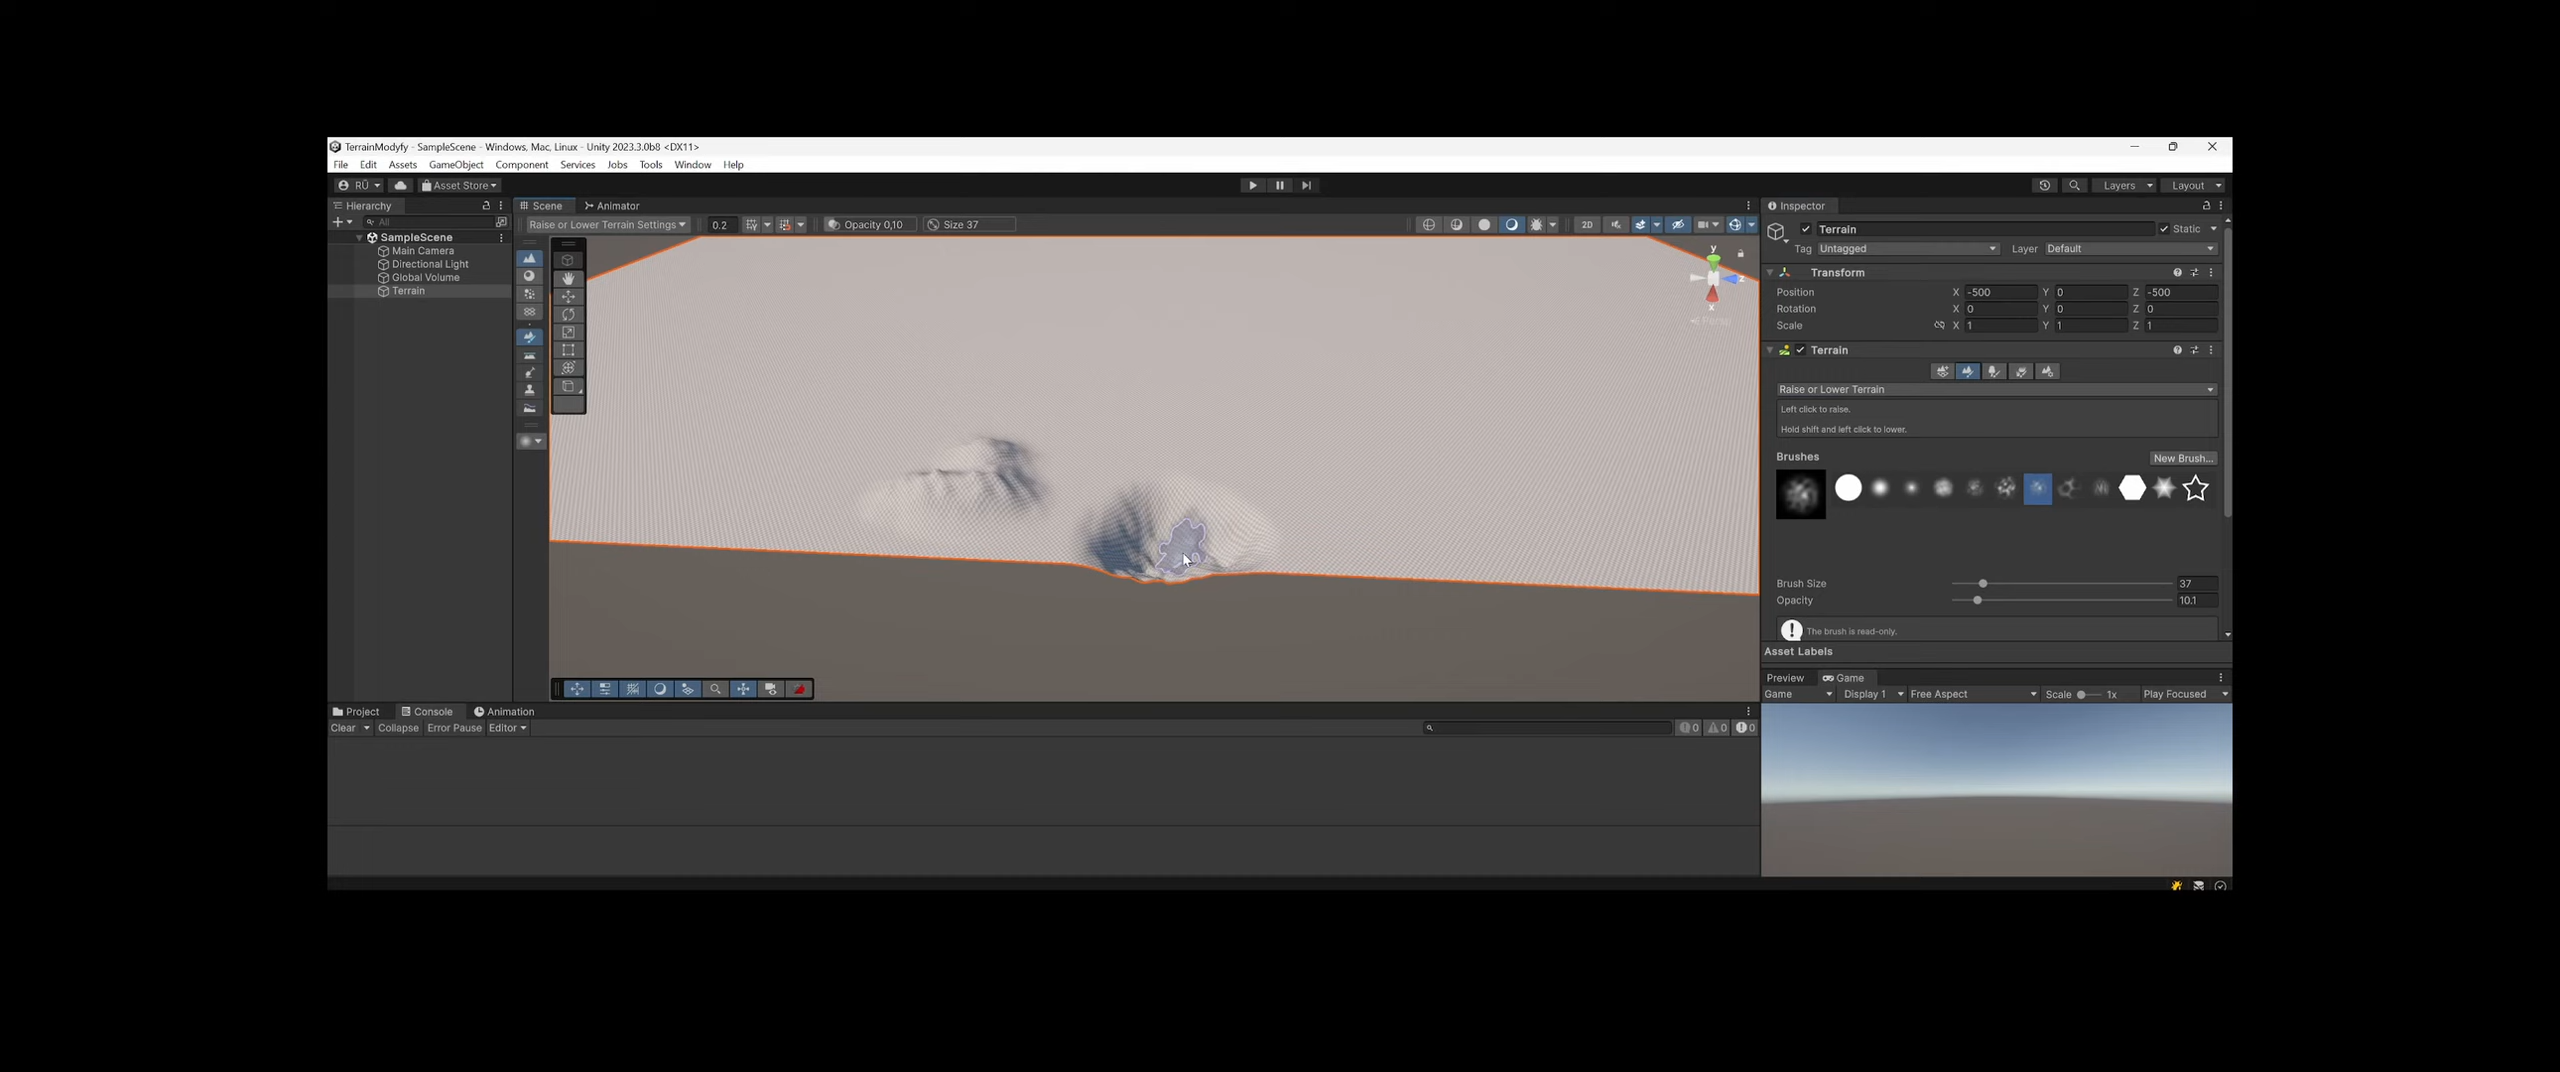 TerrainModyfy - SampleScene - Windows, Mac, Linux - Unity 2023.3.0b8 <DX11>
File Edit Assets GameObject Component Services Jobs Tools Window Help
RÜ Asset Store Layers Layout
Hierarchy Scene Animator Inspector
All Raise or Lower Terrain Settings 0.2 Opacity 0,10 Size 37 2D
SampleScene
Main Camera
Directional Light
Global Volume
Terrain
y
z
x
Persp
Terrain Static
Tag Untagged Layer Default
Transform
Position X -500 Y 0 Z -500
Rotation X 0 Y 0 Z 0
Scale X 1 Y 1 Z 1
Terrain
Raise or Lower Terrain
Left click to raise.
Hold shift and left click to lower.
Brushes
New Brush...
Brush Size 37
Opacity 10.1
The brush is read-only.
Asset Labels
Preview Game
Game Display 1 Free Aspect Scale 1x Play Focused
Project Console Animation
Clear Collapse Error Pause Editor 0 0 0